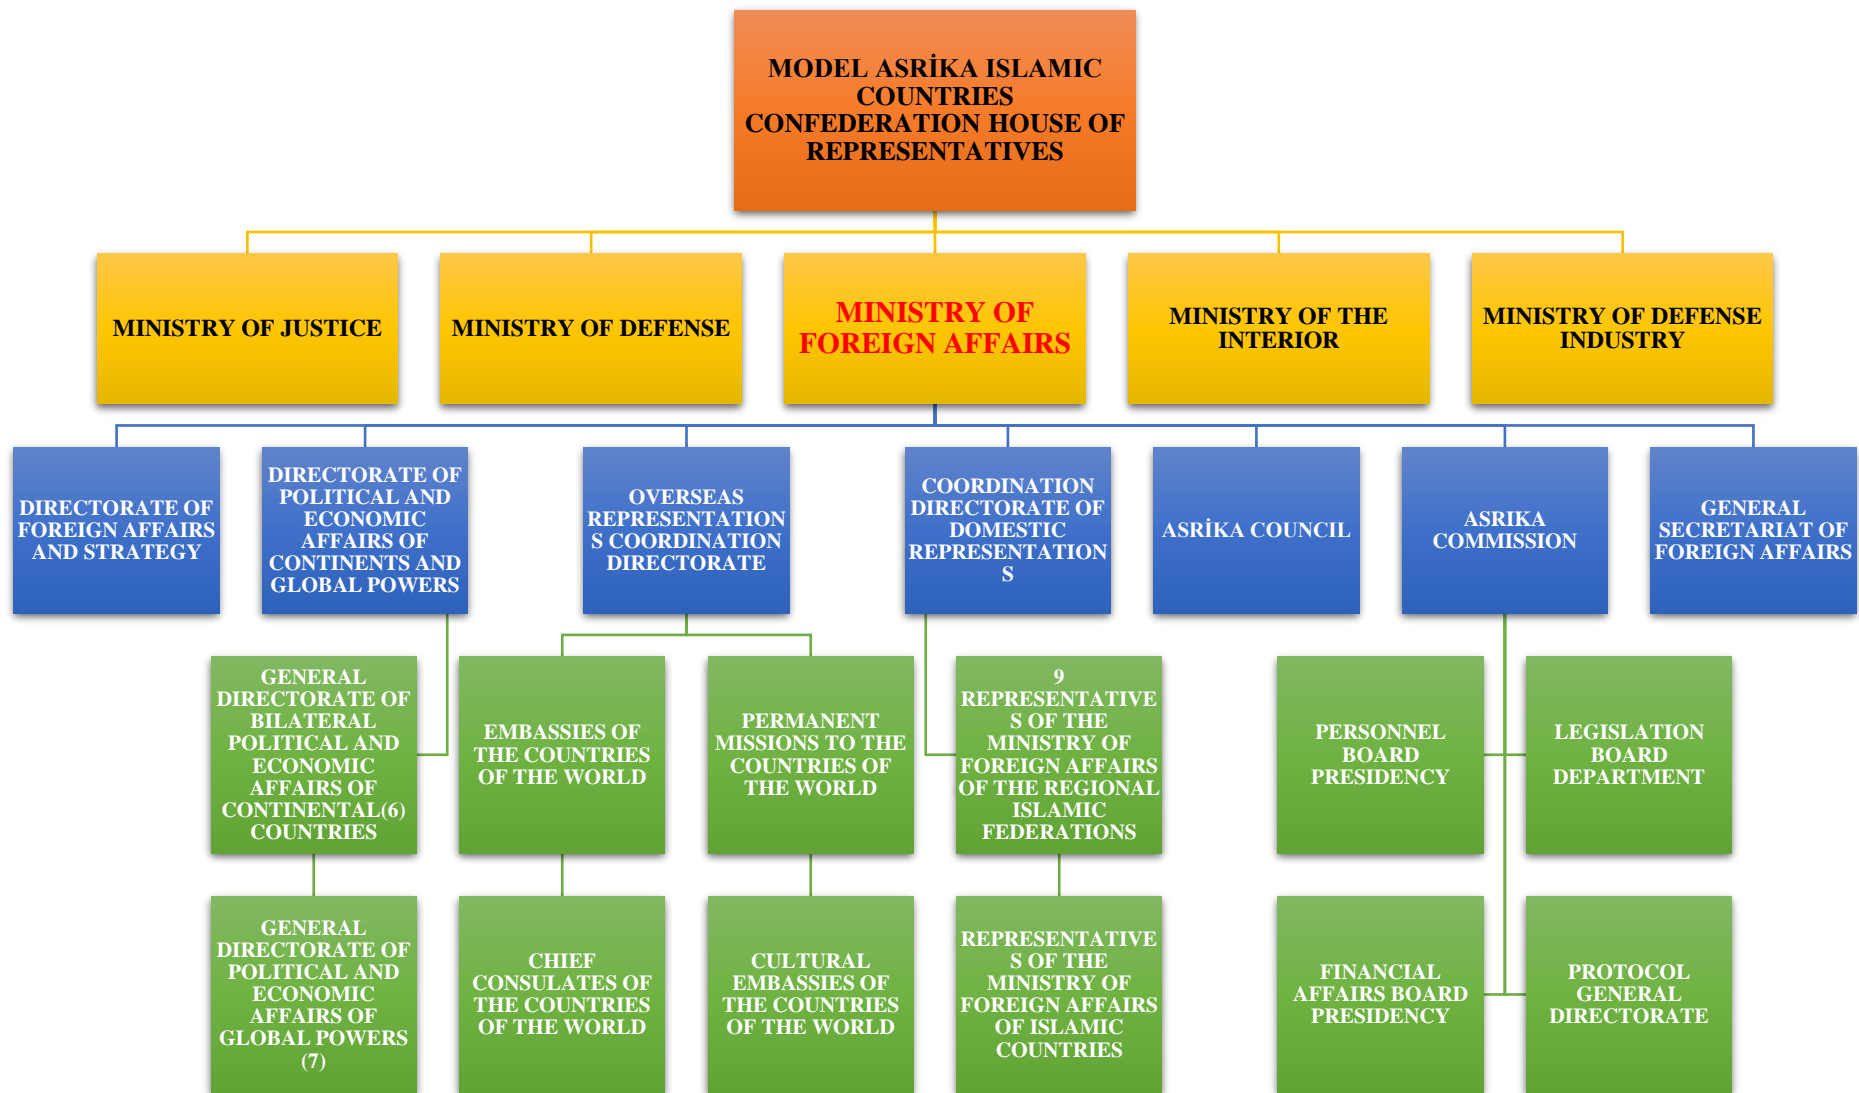 MODEL ASRİKA ISLAMIC
COUNTRIES
CONFEDERATION HOUSE OF
REPRESENTATIVES
MINISTRY OF JUSTICE
MINISTRY OF DEFENSE
MINISTRY OF
FOREIGN AFFAIRS
MINISTRY OF THE
INTERIOR
MINISTRY OF DEFENSE
INDUSTRY
DIRECTORATE OF
FOREIGN AFFAIRS
AND STRATEGY
DIRECTORATE OF
POLITICAL AND
ECONOMIC
AFFAIRS OF
CONTINENTS AND
GLOBAL POWERS
OVERSEAS
REPRESENTATION
S COORDINATION
DIRECTORATE
COORDINATION
DIRECTORATE OF
DOMESTIC
REPRESENTATION
S
ASRİKA COUNCIL
ASRIKA
COMMISSION
GENERAL
SECRETARIAT OF
FOREIGN AFFAIRS
GENERAL
DIRECTORATE OF
BILATERAL
POLITICAL AND
ECONOMIC
AFFAIRS OF
CONTINENTAL(6)
COUNTRIES
EMBASSIES OF
THE COUNTRIES
OF THE WORLD
PERMANENT
MISSIONS TO THE
COUNTRIES OF
THE WORLD
9
REPRESENTATIVE
S OF THE
MINISTRY OF
FOREIGN AFFAIRS
OF THE REGIONAL
ISLAMIC
FEDERATIONS
PERSONNEL
BOARD
PRESIDENCY
LEGISLATION
BOARD
DEPARTMENT
GENERAL
DIRECTORATE OF
POLITICAL AND
ECONOMIC
AFFAIRS OF
GLOBAL POWERS
(7)
CHIEF
CONSULATES OF
THE COUNTRIES
OF THE WORLD
CULTURAL
EMBASSIES OF
THE COUNTRIES
OF THE WORLD
REPRESENTATIVE
S OF THE
MINISTRY OF
FOREIGN AFFAIRS
OF ISLAMIC
COUNTRIES
FINANCIAL
AFFAIRS BOARD
PRESIDENCY
PROTOCOL
GENERAL
DIRECTORATE